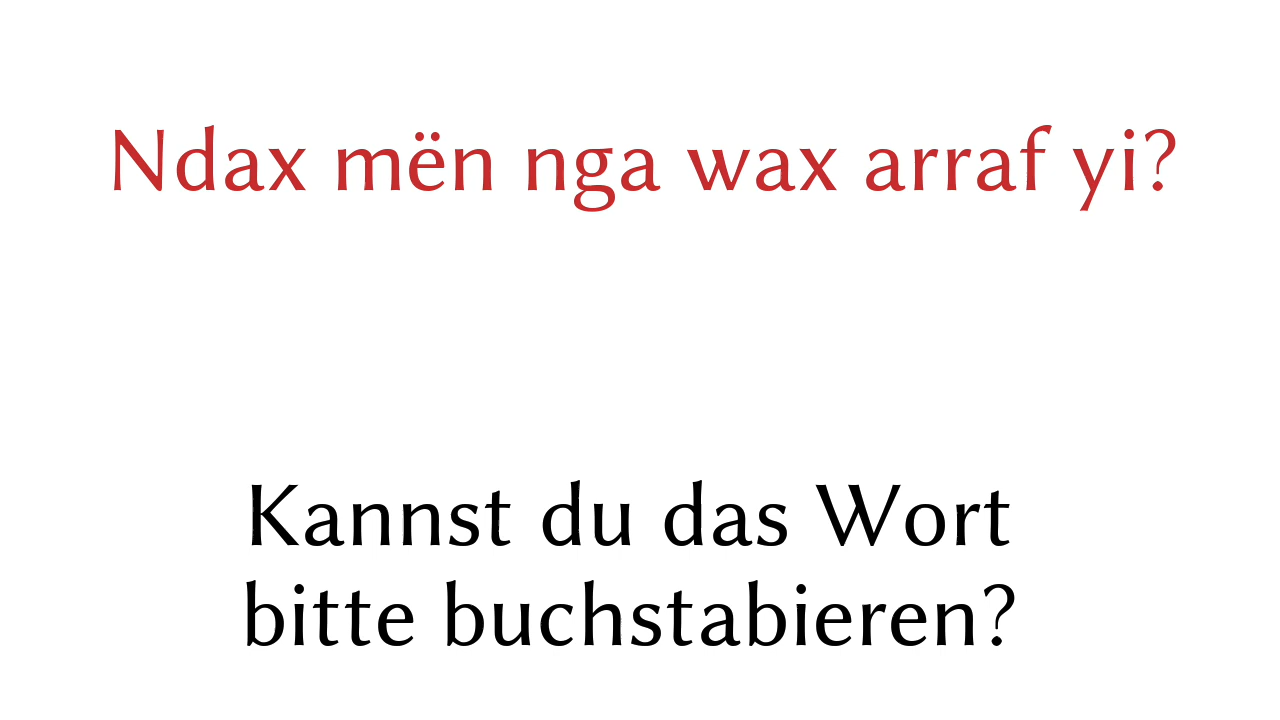 Ndax mën nga wax arraf yi?
Kannst du das Wort
bitte buchstabieren?